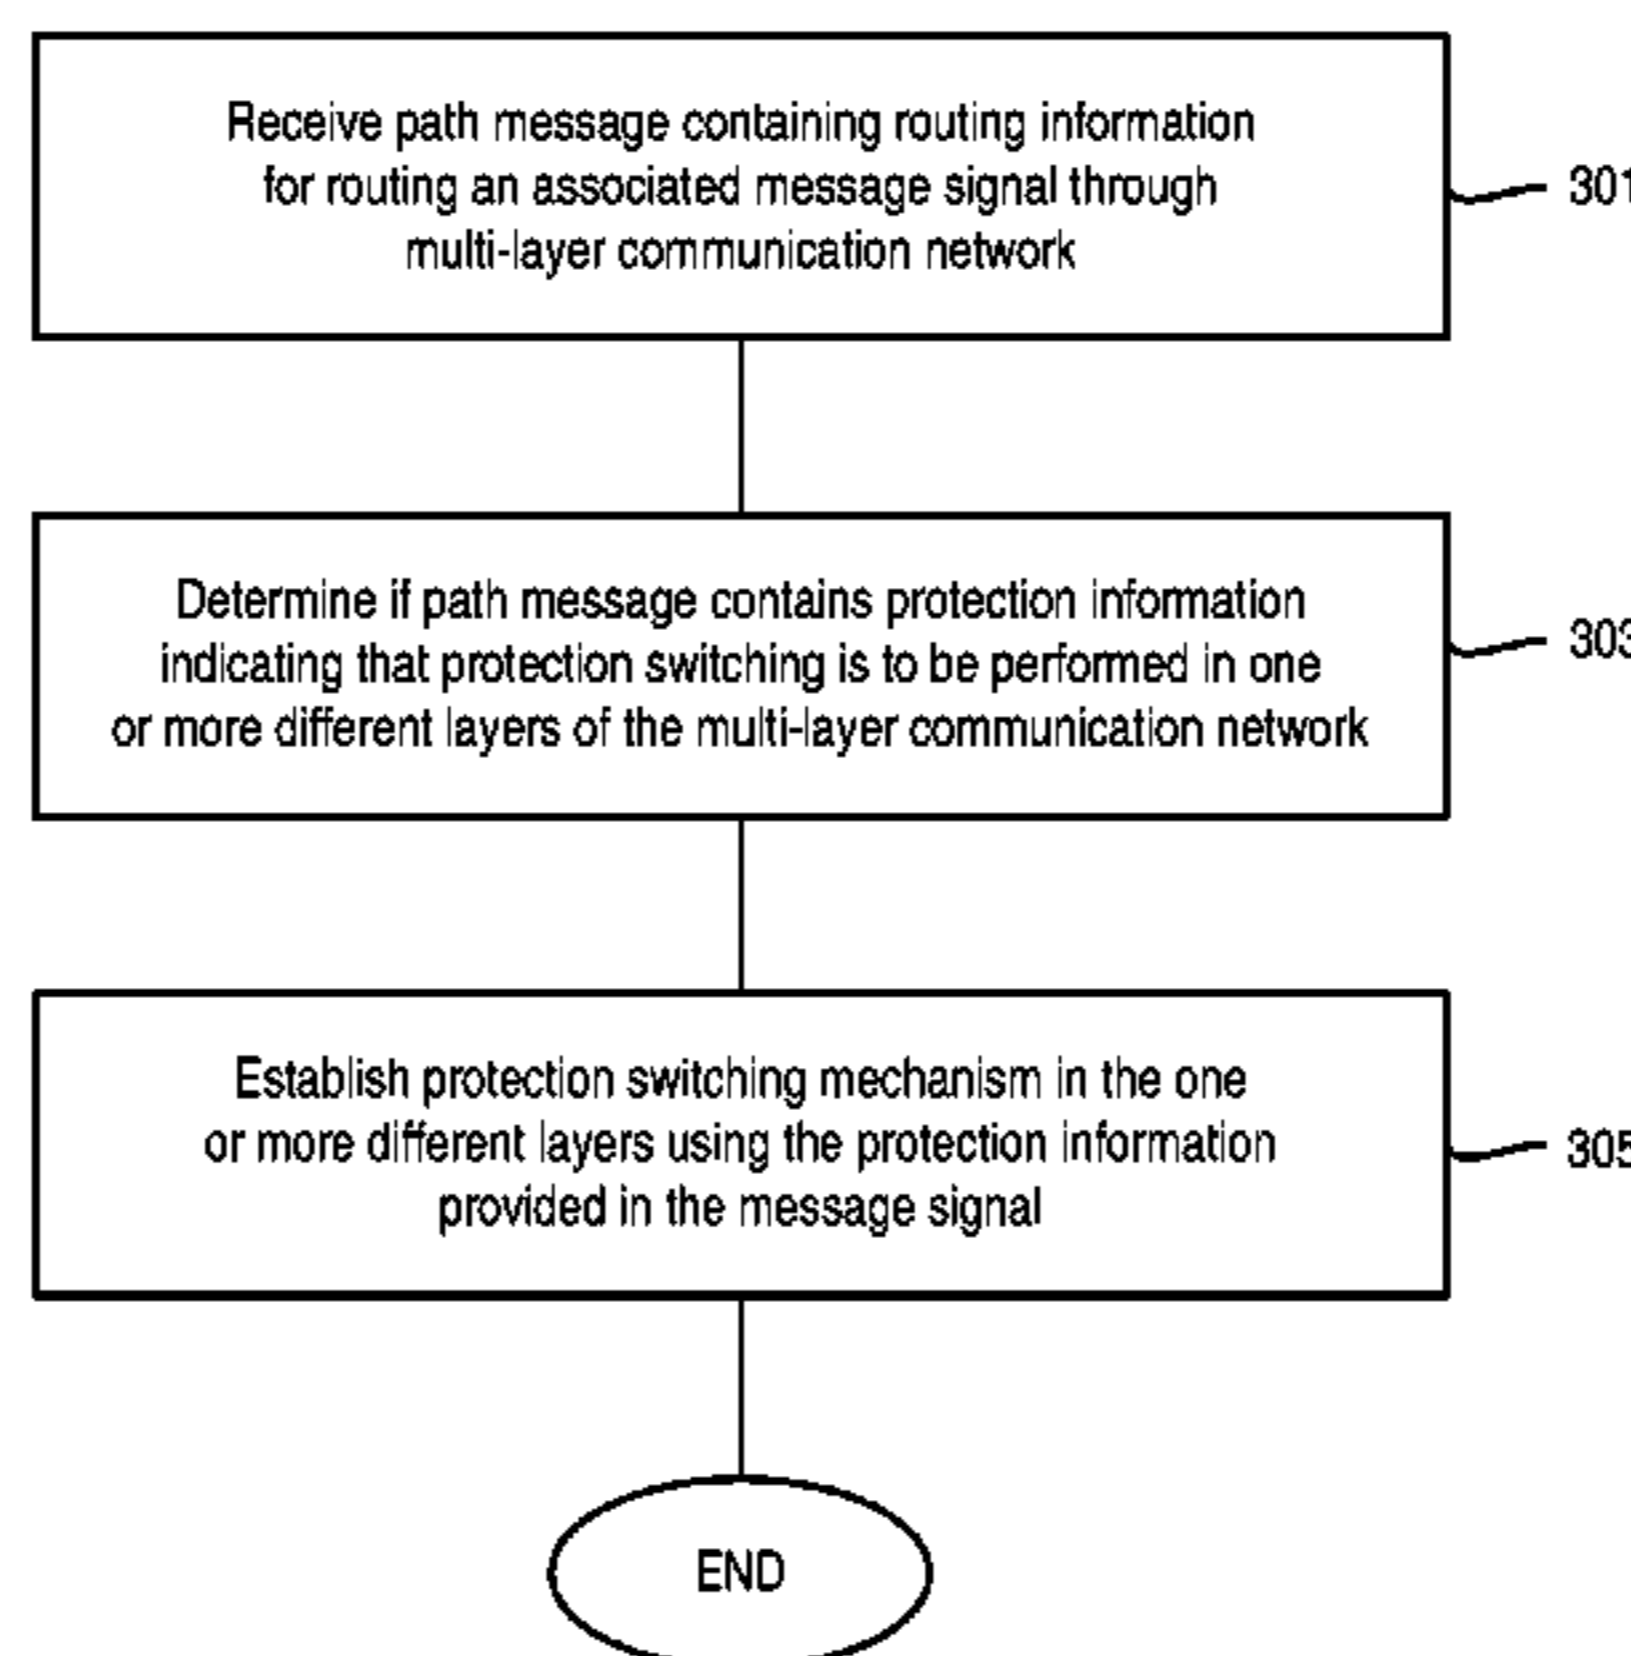 Receive path message containing routing information
for routing an associated message signal through
multi-layer communication network
301
Determine if path message contains protection information
indicating that protection switching is to be performed in one
or more different layers of the multi-layer communication network
303
Establish protection switching mechanism in the one
or more different layers using the protection information
provided in the message signal
305
END